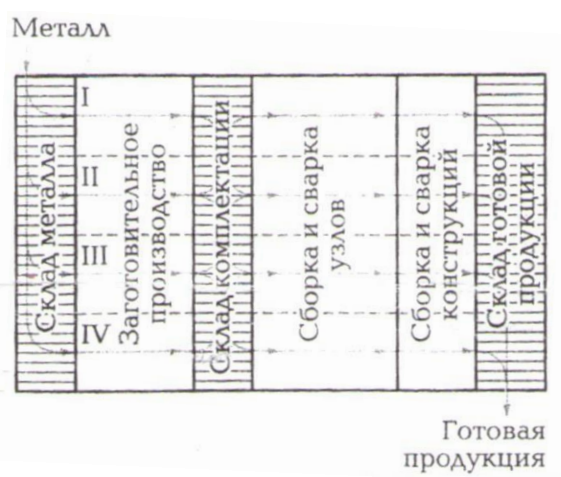 Металл
I
II
III
IV
Склад металла
Заготовительное
производство
Склад комплектации
Сборка и сварка
узлов
Сборка и сварка
конструкций
Склад готовой
продукции
Готовая
продукция